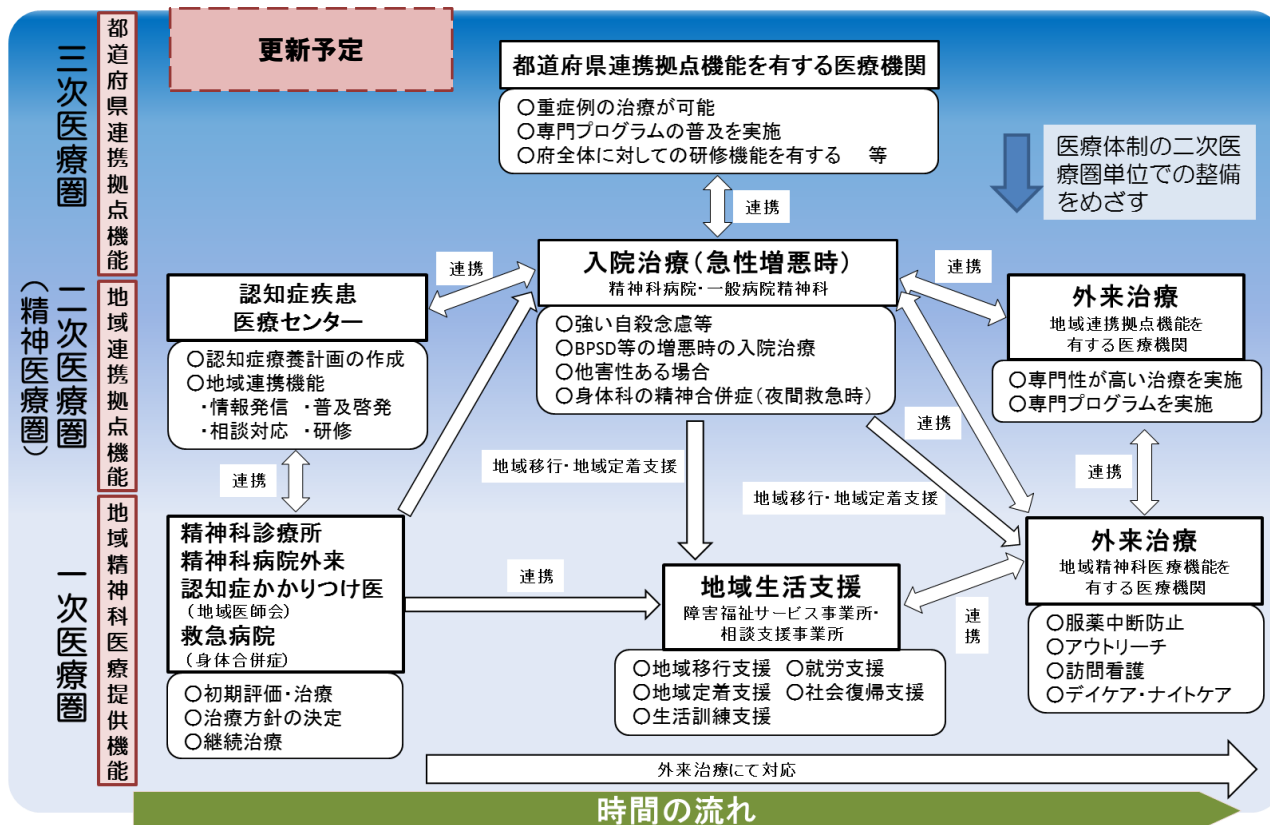 三次医療圏
都道府県連携拠点機能
更新予定
都道府県連携拠点機能を有する医療機関
○重症例の治療が可能
○専門プログラムの普及を実施
○府全体に対しての研修機能を有する　等
医療体制の二次医
療圏単位での整備
をめざす
連携
二次医療圏
（精神医療圏）
地域連携拠点機能
認知症疾患
医療センター
○認知症療養計画の作成
○地域連携機能
・情報発信 ・普及啓発
・相談対応 ・研修
連携
入院治療（急性増悪時）
精神科病院・一般病院精神科
○強い自殺念慮等
○BPSD等の増悪時の入院治療
○他害性ある場合
○身体科の精神合併症（夜間救急時）
連携
外来治療
地域連携拠点機能を
有する医療機関
○専門性が高い治療を実施
○専門プログラムを実施
連携
連携
連携
地域移行・地域定着支援
地域移行・地域定着支援
一次医療圏
地域精神科医療提供機能
精神科診療所
精神科病院外来
認知症かかりつけ医
（地域医師会）
救急病院
（身体合併症）
○初期評価・治療
○治療方針の決定
○継続治療
連携
地域生活支援
障害福祉サービス事業所・
相談支援事業所
○地域移行支援 ○就労支援
○地域定着支援 ○社会復帰支援
○生活訓練支援
連
携
外来治療
地域精神科医療機能を
有する医療機関
○服薬中断防止
○アウトリーチ
○訪問看護
○デイケア・ナイトケア
外来治療にて対応
時間の流れ